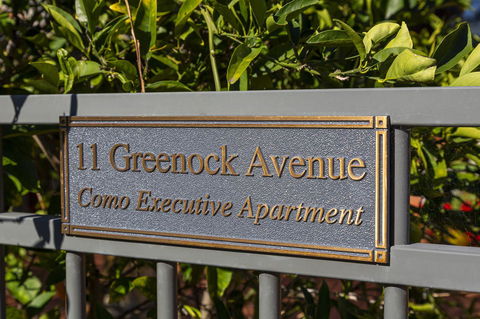 11 Greenock Avenue
Como Executive Apartment